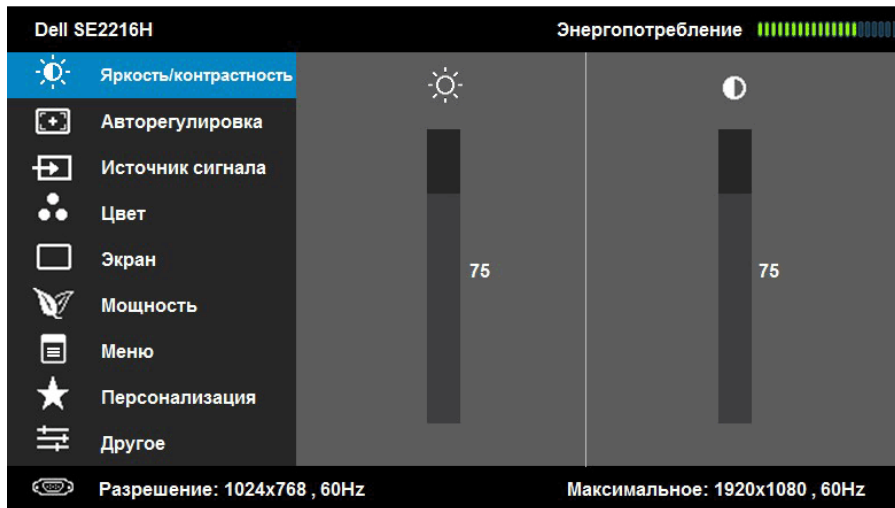 Dell SE2216H Энергопотребление
Яркость/контрастность
Авторегулировка
Источник сигнала
Цвет
Экран
75 75
Мощность
Меню
Персонализация
Другое
Разрешение: 1024x768 , 60Hz Максимальное: 1920x1080 , 60Hz